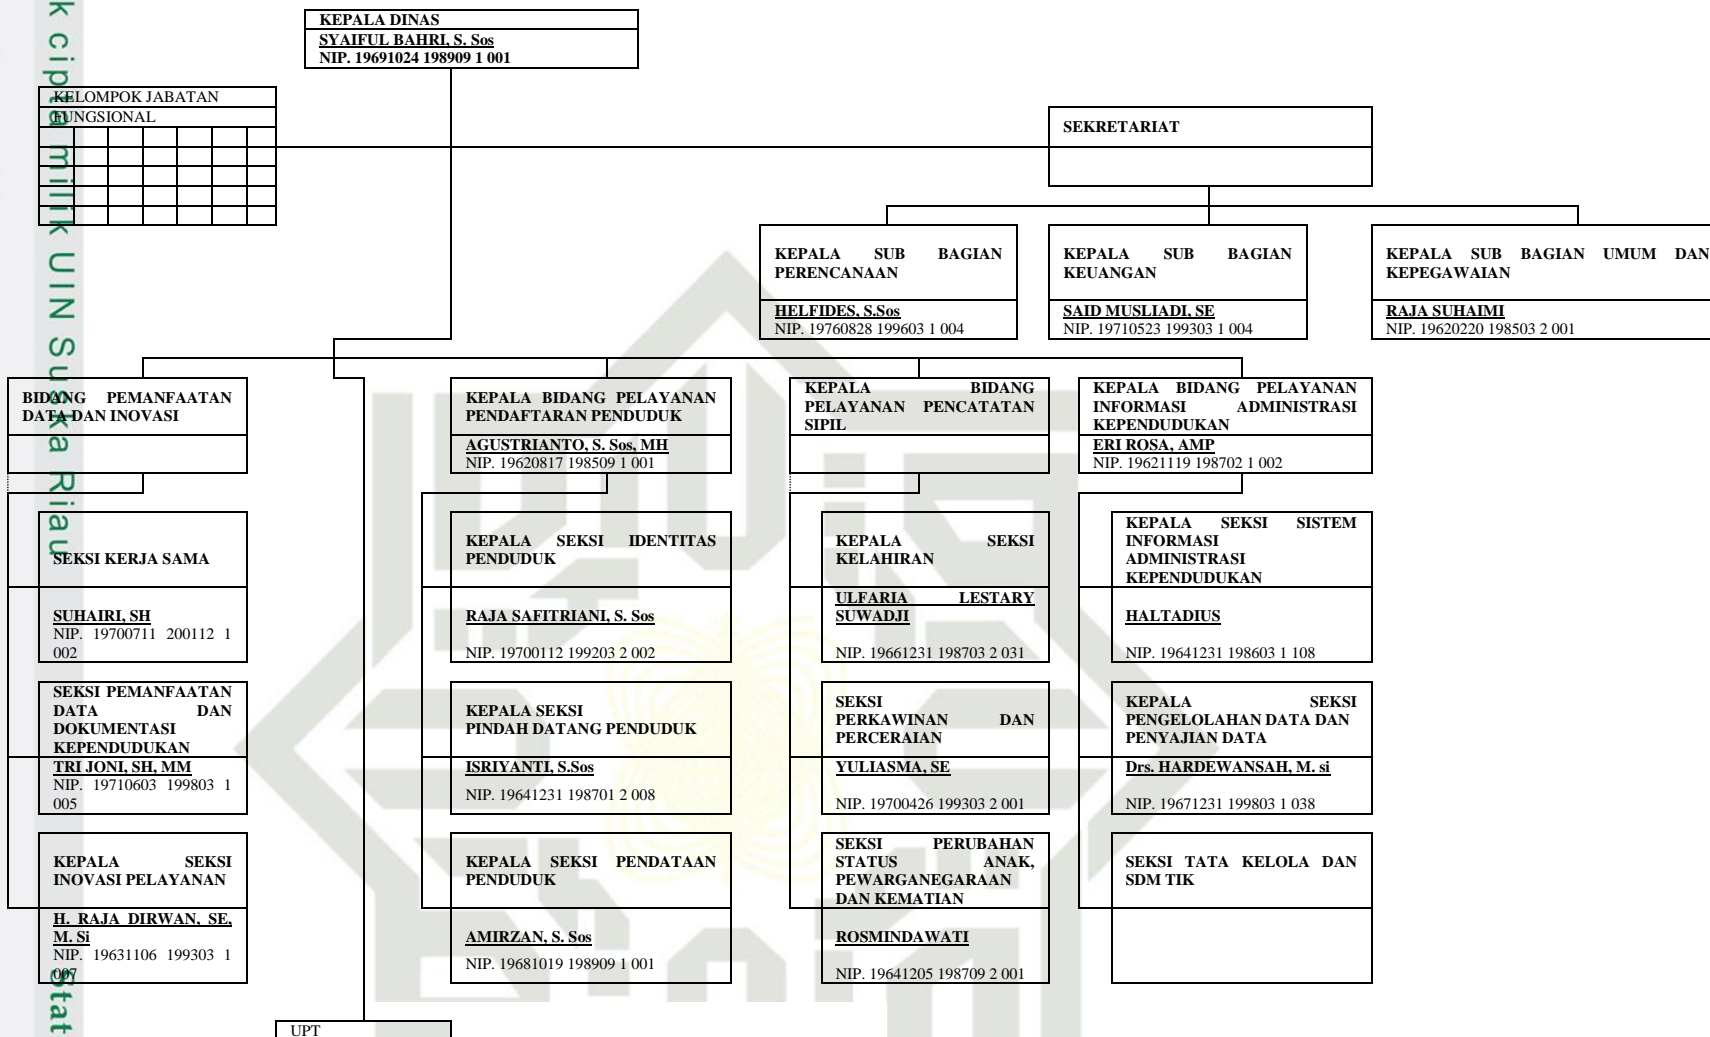 KEPALA DINAS
SYAIFUL BAHRI, S. Sos
NIP. 19691024 198909 1 001
KELOMPOK JABATAN
FUNGSIONAL
SEKRETARIAT
KEPALA SUB BAGIAN
PERENCANAAN
HELFIDES, S.Sos
NIP. 19760828 199603 1 004
KEPALA SUB BAGIAN
KEUANGAN
SAID MUSLIADI, SE
NIP. 19710523 199303 1 004
KEPALA SUB BAGIAN UMUM DAN
KEPEGAWAIAN
RAJA SUHAIMI
NIP. 19620220 198503 2 001
BIDANG PEMANFAATAN
DATA DAN INOVASI
KEPALA BIDANG PELAYANAN
PENDAFTARAN PENDUDUK
AGUSTRIANTO, S. Sos, MH
NIP. 19620817 198509 1 001
KEPALA BIDANG
PELAYANAN PENCATATAN
SIPIL
KEPALA BIDANG PELAYANAN
INFORMASI ADMINISTRASI
KEPENDUDUKAN
ERI ROSA, AMP
NIP. 19621119 198702 1 002
SEKSI KERJA SAMA
SUHAIRI, SH
NIP. 19700711 200112 1
002
KEPALA SEKSI IDENTITAS
PENDUDUK
RAJA SAFITRIANI, S. Sos
NIP. 19700112 199203 2 002
KEPALA SEKSI
KELAHIRAN
ULFARIA LESTARY
SUWADJI
NIP. 19661231 198703 2 031
KEPALA SEKSI SISTEM
INFORMASI
ADMINISTRASI
KEPENDUDUKAN
HALTADIUS
NIP. 19641231 198603 1 108
SEKSI PEMANFAATAN
DATA DAN
DOKUMENTASI
KEPENDUDUKAN
TRI JONI, SH, MM
NIP. 19710603 199803 1
005
KEPALA SEKSI
PINDAH DATANG PENDUDUK
ISRIYANTI, S.Sos
NIP. 19641231 198701 2 008
SEKSI
PERKAWINAN DAN
PERCERAIAN
YULIASMA, SE
NIP. 19700426 199303 2 001
KEPALA SEKSI
PENGELOLAHAN DATA DAN
PENYAJIAN DATA
Drs. HARDEWANSAH, M. si
NIP. 19671231 199803 1 038
KEPALA SEKSI
INOVASI PELAYANAN
H. RAJA DIRWAN, SE,
M. Si
NIP. 19631106 199303 1
007
KEPALA SEKSI PENDATAAN
PENDUDUK
AMIRZAN, S. Sos
NIP. 19681019 198909 1 001
SEKSI PERUBAHAN
STATUS ANAK,
PEWARGANEGARAAN
DAN KEMATIAN
ROSMINDAWATI
NIP. 19641205 198709 2 001
SEKSI TATA KELOLA DAN
SDM TIK
UPT
k cipta milik UIN Suska Riau
Stat